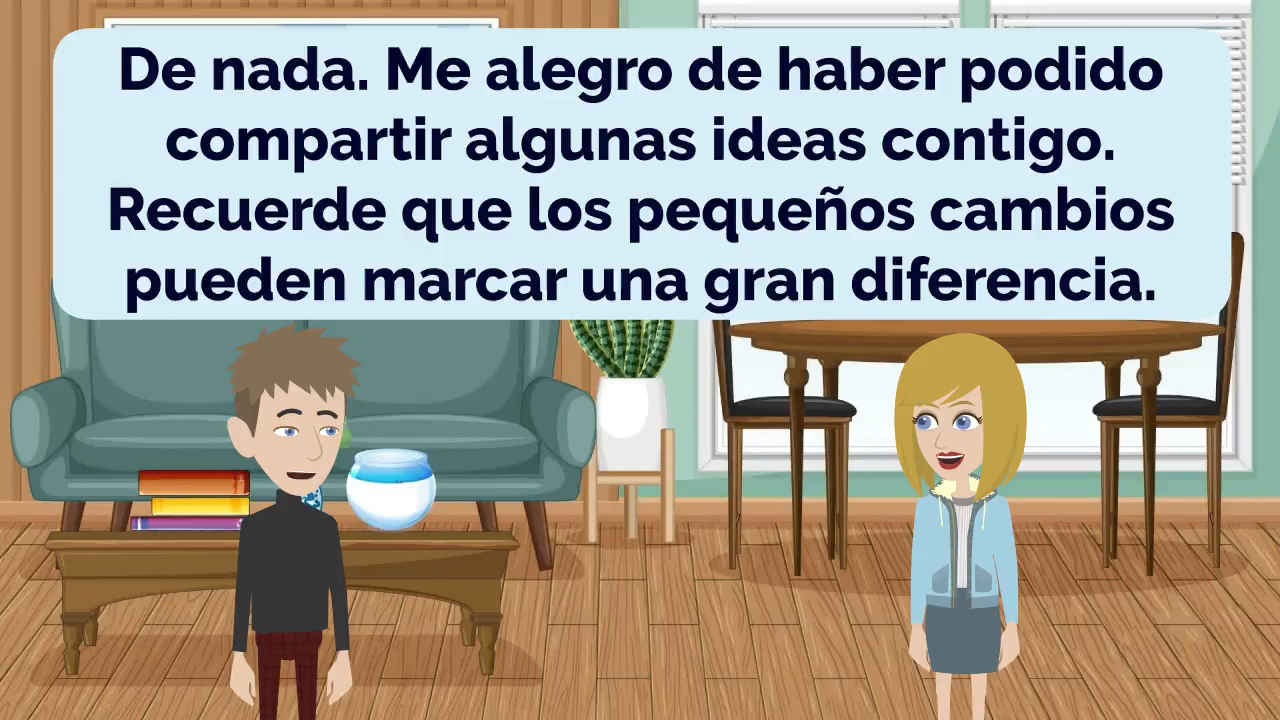 De nada. Me alegro de haber podido
compartir algunas ideas contigo.
Recuerde que los pequeños cambios
pueden marcar una gran diferencia.